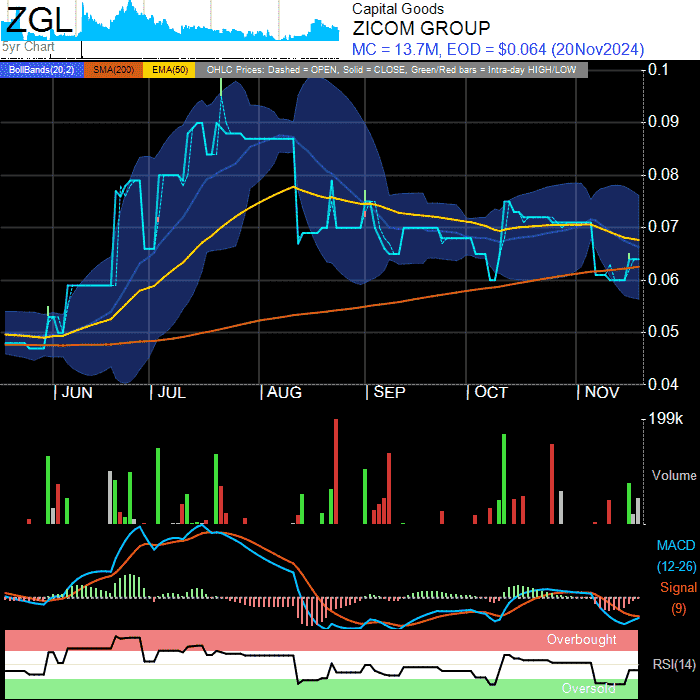 ZGL
5yr Chart
Capital Goods
ZICOM GROUP
MC = 13.7M, EOD = $0.064 (20Nov2024)
BollBands(20,2) SMA(200) EMA(50) OHLC Prices: Dashed = OPEN, Solid = CLOSE, Green/Red bars = Intra-day HIGH/LOW
0.1
0.09
0.08
0.07
0.06
0.05
0.04
JUN JUL AUG SEP OCT NOV
199k
Volume
MACD
(12-26)
Signal
(9)
Overbought
RSI(14)
Oversold